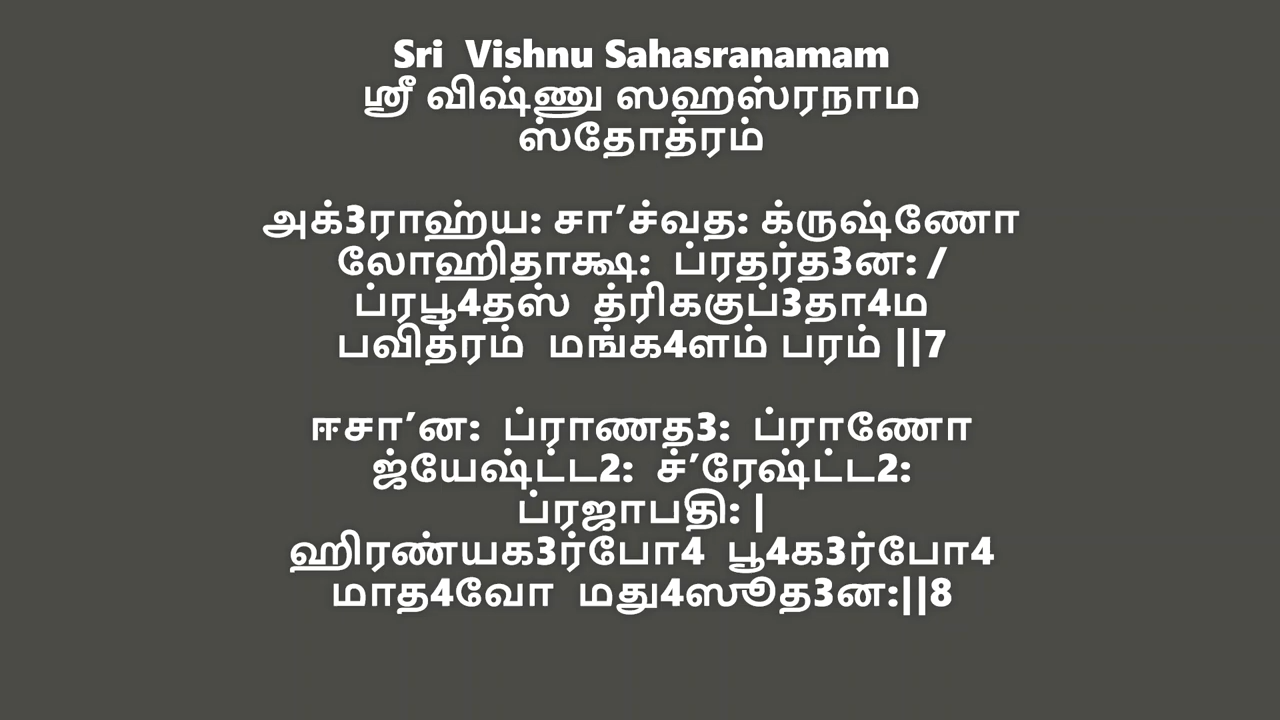 Sri Vishnu Sahasranamam
ஸ்ரீ விஷ்ணு ஸஹஸ்ரநாம
ஸ்தோத்ரம்
அக்3ராஹ்ய: சா’ச்வத: க்ருஷ்ணோ
லோஹிதாக்ஷ: ப்ரதர்த3ன: /
ப்ரபூ4தஸ் த்ரிககுப்3தா4ம
பவித்ரம் மங்க4ளம் பரம் ||7
ஈசா’ன: ப்ராணத3: ப்ராணோ
ஜ்யேஷ்ட்ட2: ச்’ரேஷ்ட்ட2:
ப்ரஜாபதி: |
ஹிரண்யக3ர்போ4 பூ4க3ர்போ4
மாத4வோ மது4ஸூத3ன:||8